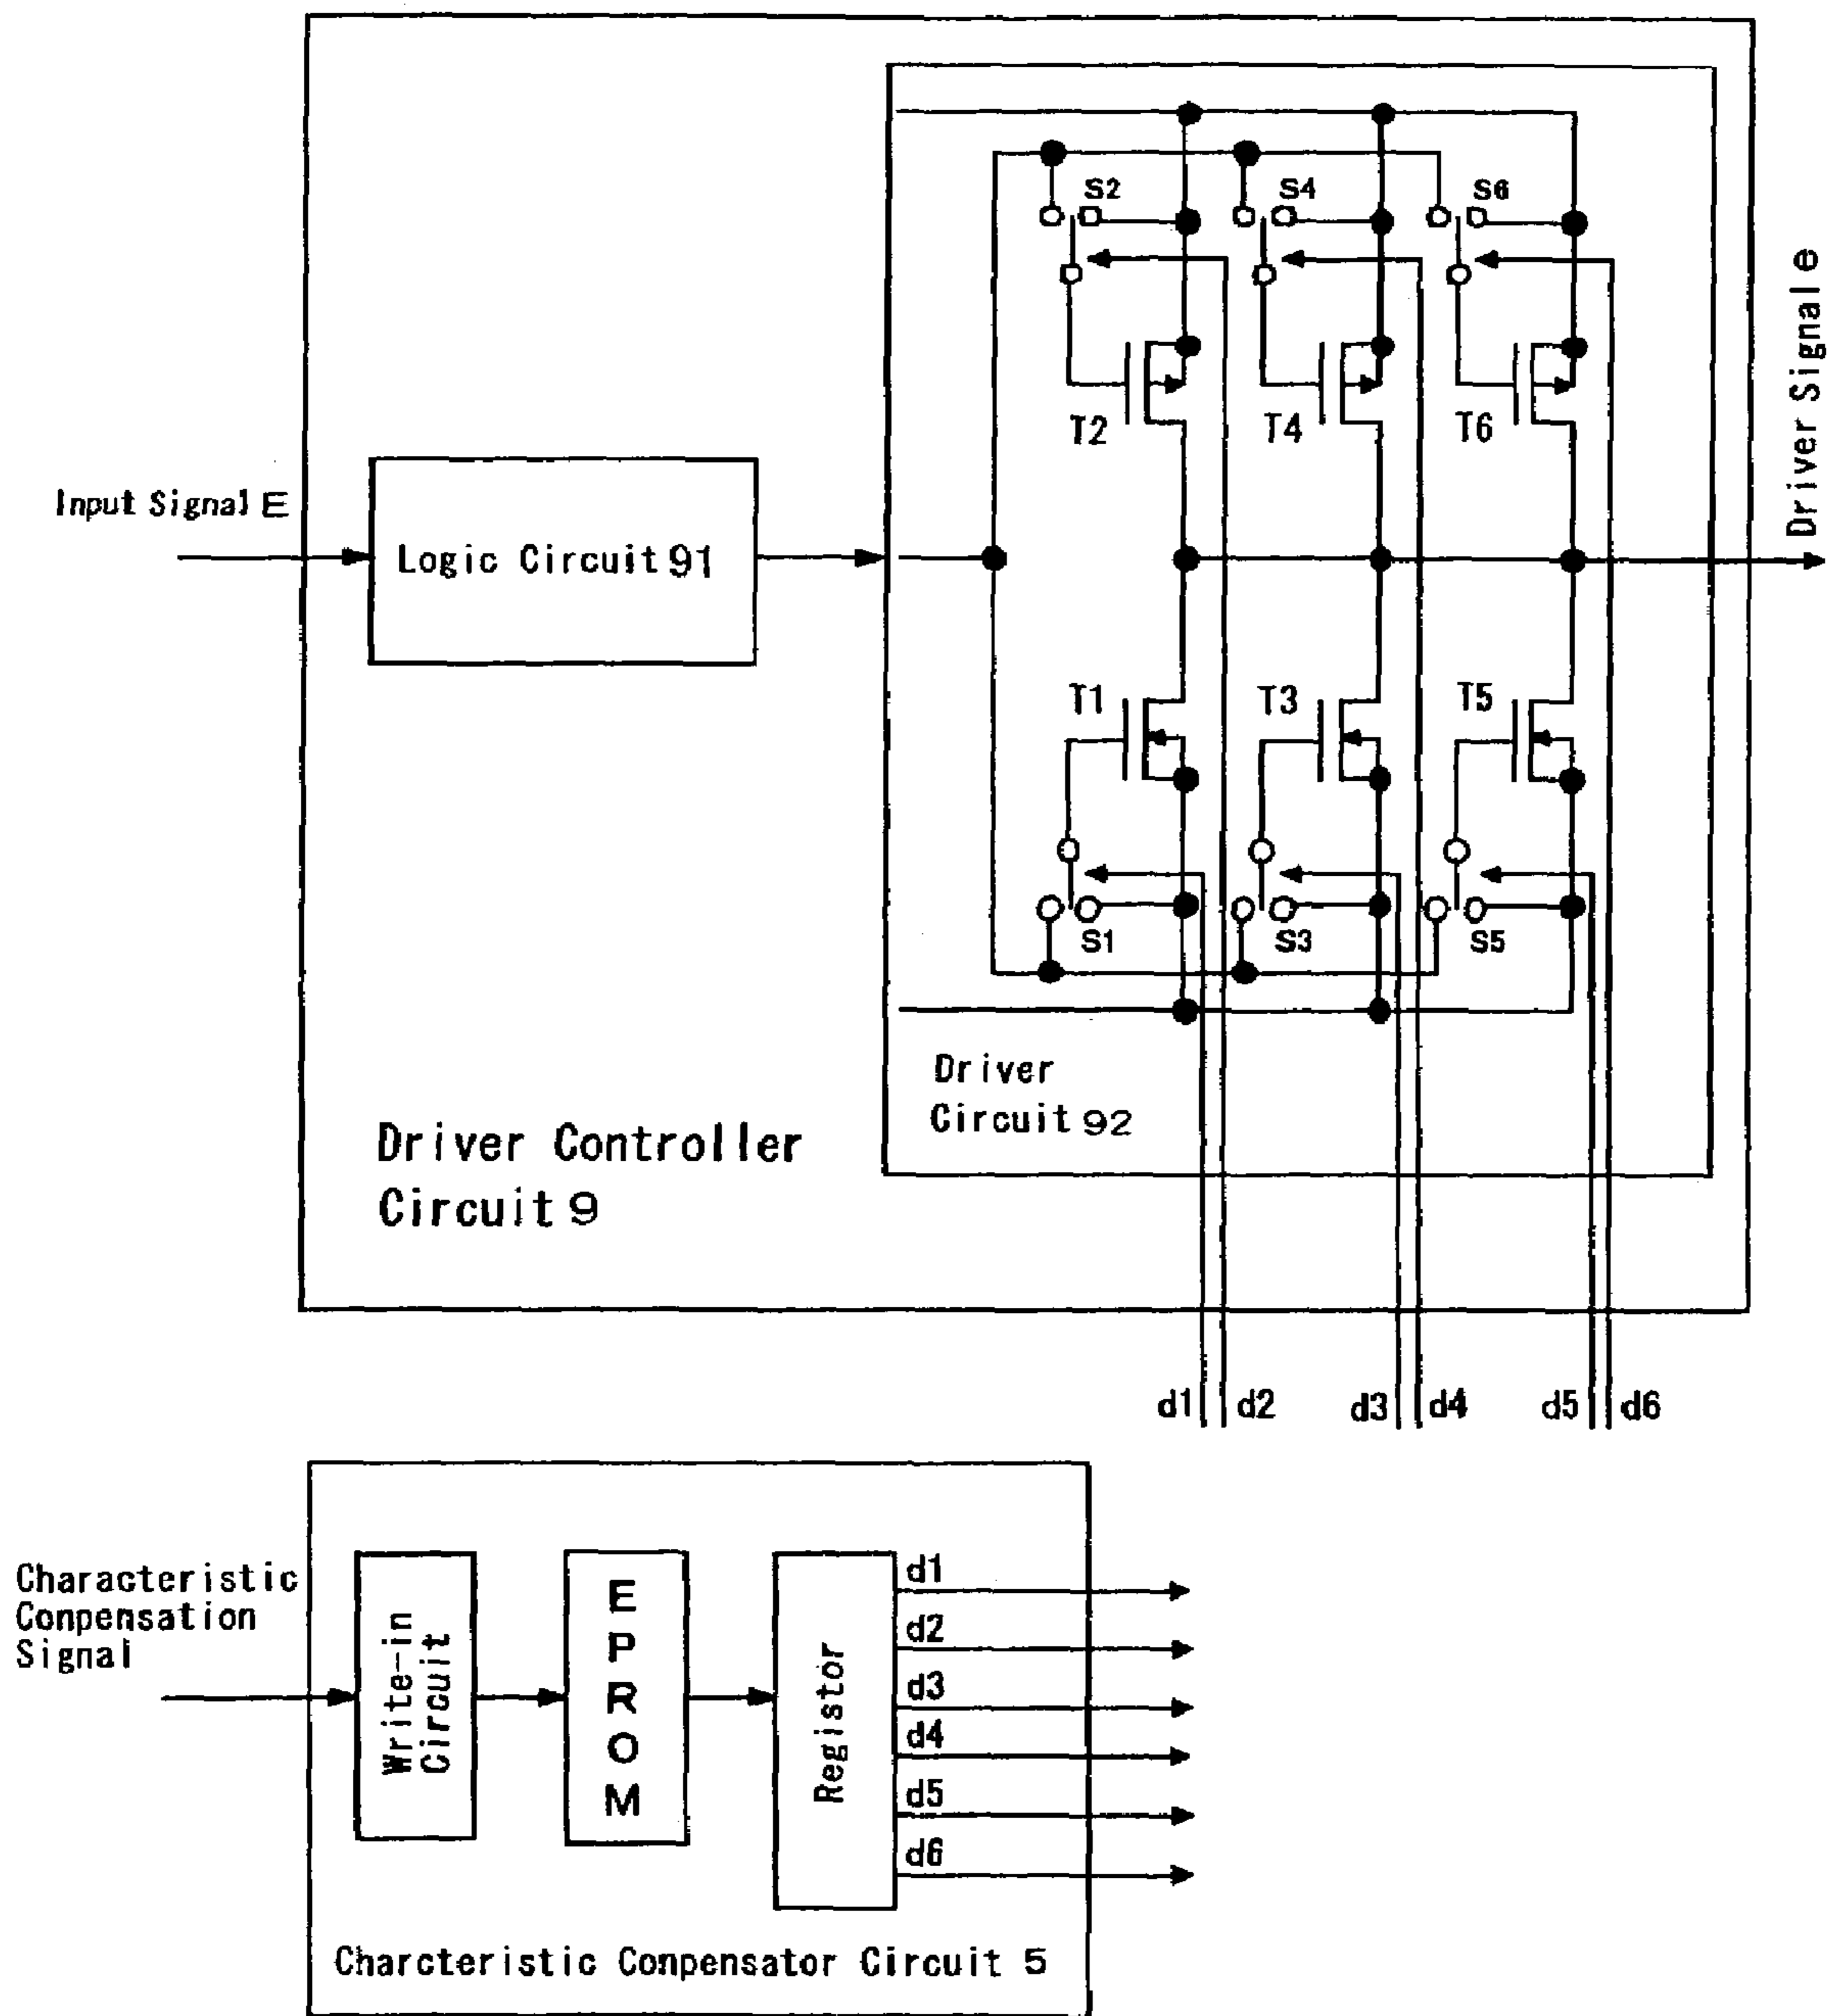 S2
S4
S6
T2
T4
T6
Driver Signal e
Input Signal E
Logic Circuit 91
T1
T3
T5
S1
S3
S5
Driver
Circuit 92
Driver Controller
Circuit 9
d1
d2
d3
d4
d5
d6
Characteristic
Conpensation
Signal
Write-in
Circuit
EPROM
Registor
d1
d2
d3
d4
d5
d6
Charcteristic Compensator Circuit 5